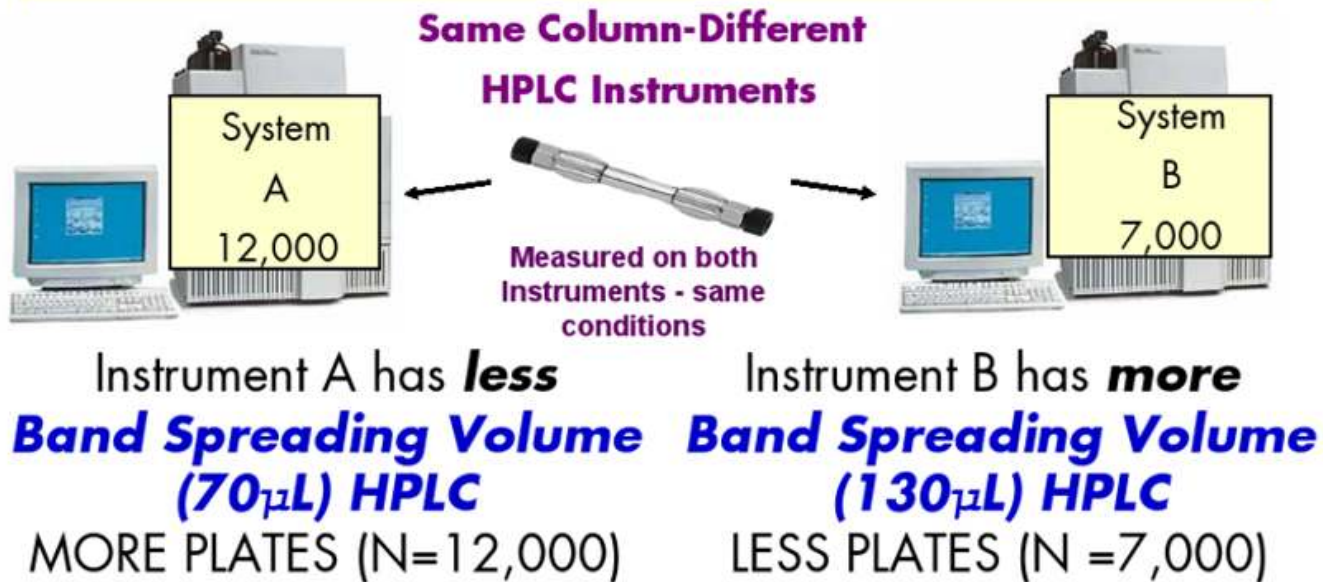 Same Column-Different
HPLC Instruments
System
A
12,000
System
B
7,000
Measured on both
Instruments - same
conditions
Instrument A has less
Band Spreading Volume
(70µL) HPLC
MORE PLATES (N=12,000)
Instrument B has more
Band Spreading Volume
(130µL) HPLC
LESS PLATES (N =7,000)